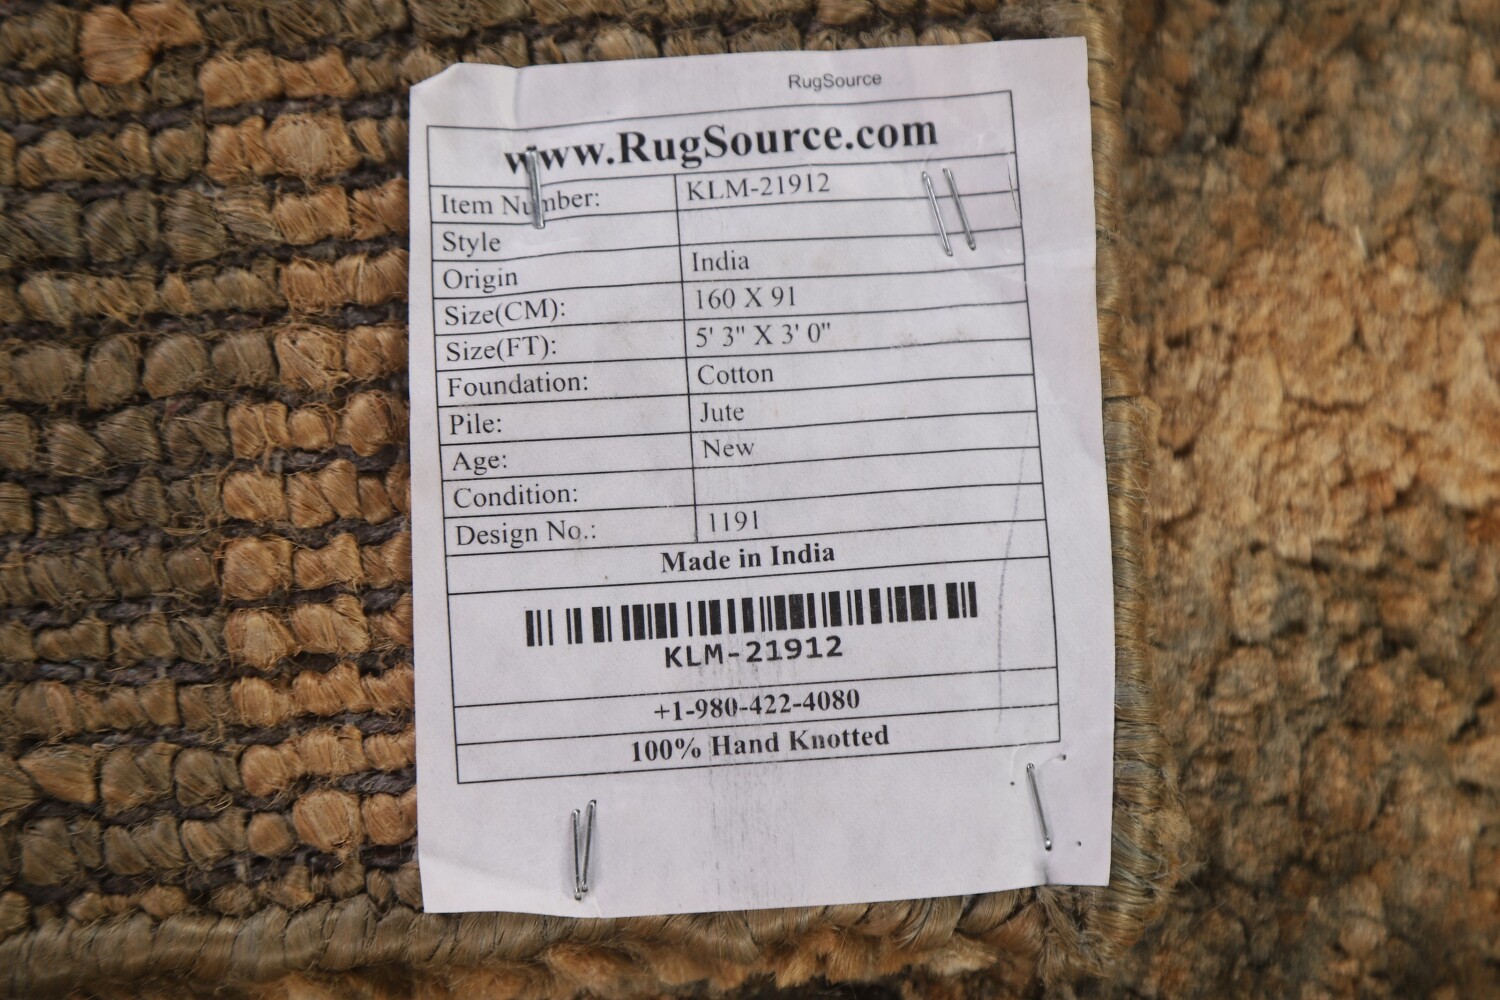 RugSource
www.RugSource.com
Item Number: KLM-21912
Style
Origin India
Size(CM): 160 X 91
Size(FT): 5' 3" X 3' 0"
Foundation: Cotton
Pile: Jute
Age: New
Condition:
Design No.: 1191
Made in India
KLM-21912
+1-980-422-4080
100% Hand Knotted